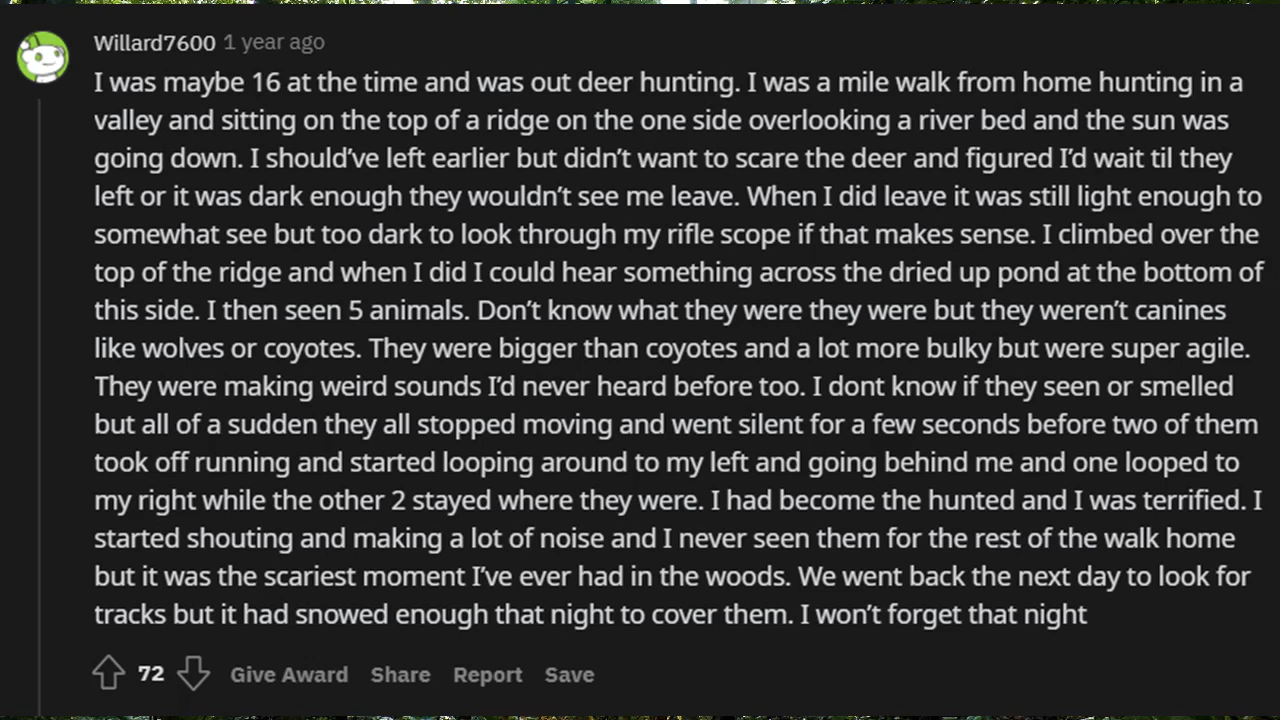 Willard7600 1 year ago
I was maybe 16 at the time and was out deer hunting. I was a mile walk from home hunting in a
valley and sitting on the top of a ridge on the one side overlooking a river bed and the sun was
going down. I should’ve left earlier but didn’t want to scare the deer and figured I’d wait til they
left or it was dark enough they wouldn’t see me leave. When I did leave it was still light enough to
somewhat see but too dark to look through my rifle scope if that makes sense. I climbed over the
top of the ridge and when I did I could hear something across the dried up pond at the bottom of
this side. I then seen 5 animals. Don’t know what they were they were but they weren’t canines
like wolves or coyotes. They were bigger than coyotes and a lot more bulky but were super agile.
They were making weird sounds I’d never heard before too. I dont know if they seen or smelled
but all of a sudden they all stopped moving and went silent for a few seconds before two of them
took off running and started looping around to my left and going behind me and one looped to
my right while the other 2 stayed where they were. I had become the hunted and I was terrified. I
started shouting and making a lot of noise and I never seen them for the rest of the walk home
but it was the scariest moment I’ve ever had in the woods. We went back the next day to look for
tracks but it had snowed enough that night to cover them. I won’t forget that night
72 Give Award Share Report Save